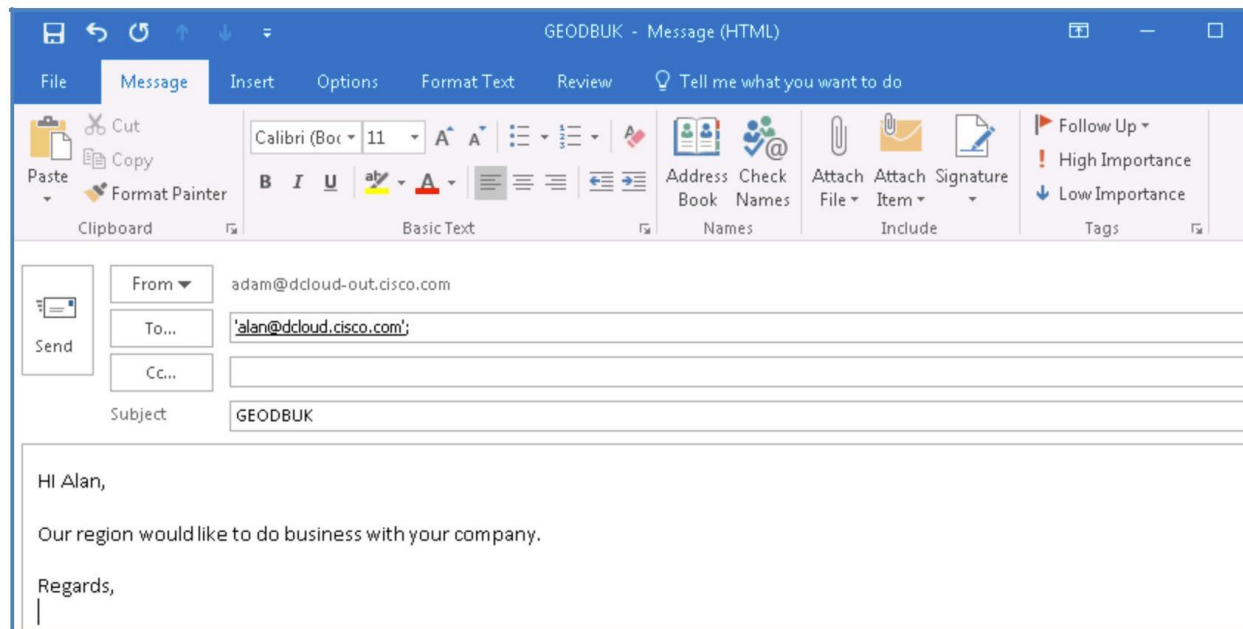 GEODBUK - Message (HTML)
File Message Insert Options Format Text Review Tell me what you want to do
Paste
Cut
Copy
Format Painter
Clipboard
Calibri (Boc 11
B I U
Basic Text
Address Book
Check Names
Names
Attach File
Attach Item
Signature
Include
Follow Up
! High Importance
Low Importance
Tags
Send
From adam@dcloud-out.cisco.com
To... 'alan@dcloud.cisco.com';
Cc...
Subject GEODBUK
HI Alan,
Our region would like to do business with your company.
Regards,